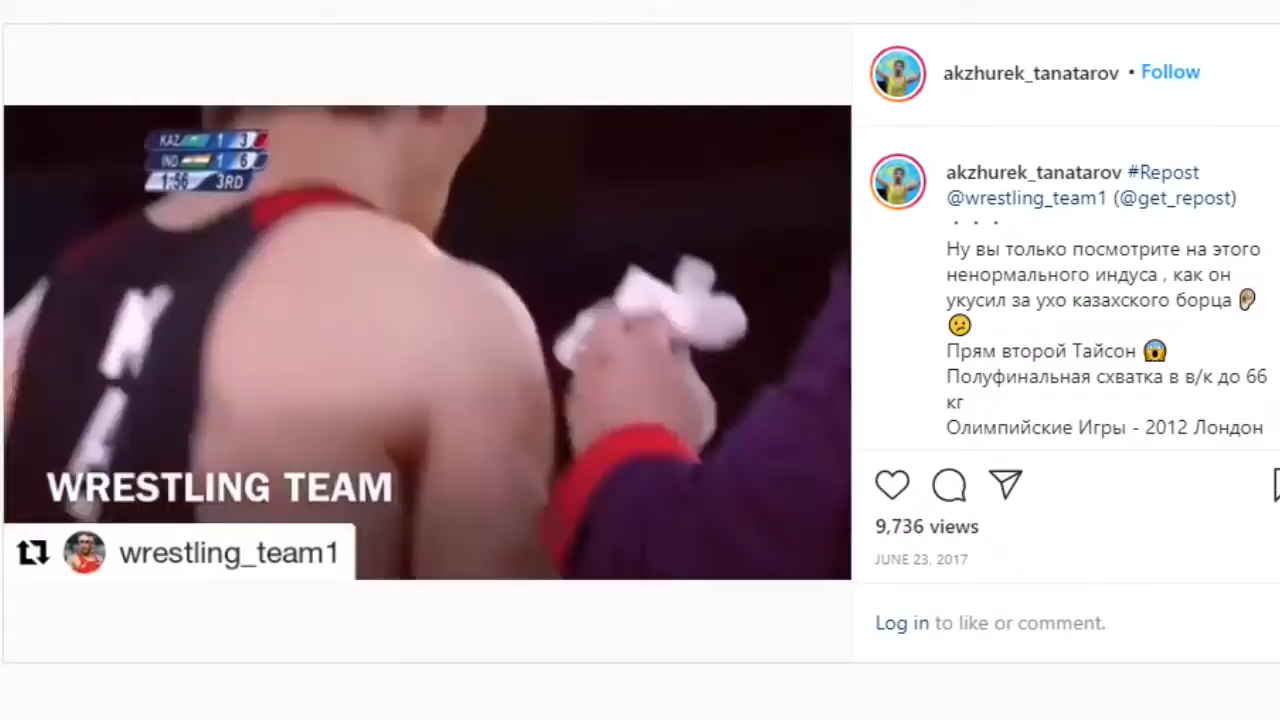 akzhurek_tanatarov • Follow
KAZ 1 3
IND 1 6
1:56 3RD
WRESTLING TEAM
wrestling_team1
akzhurek_tanatarov #Repost
@wrestling_team1 (@get_repost)
・・・
Ну вы только посмотрите на этого
ненормального индуса , как он
укусил за ухо казахского борца 👂
😕
Прям второй Тайсон 😱
Полуфинальная схватка в в/к до 66
кг
Олимпийские Игры - 2012 Лондон
9,736 views
JUNE 23, 2017
Log in to like or comment.